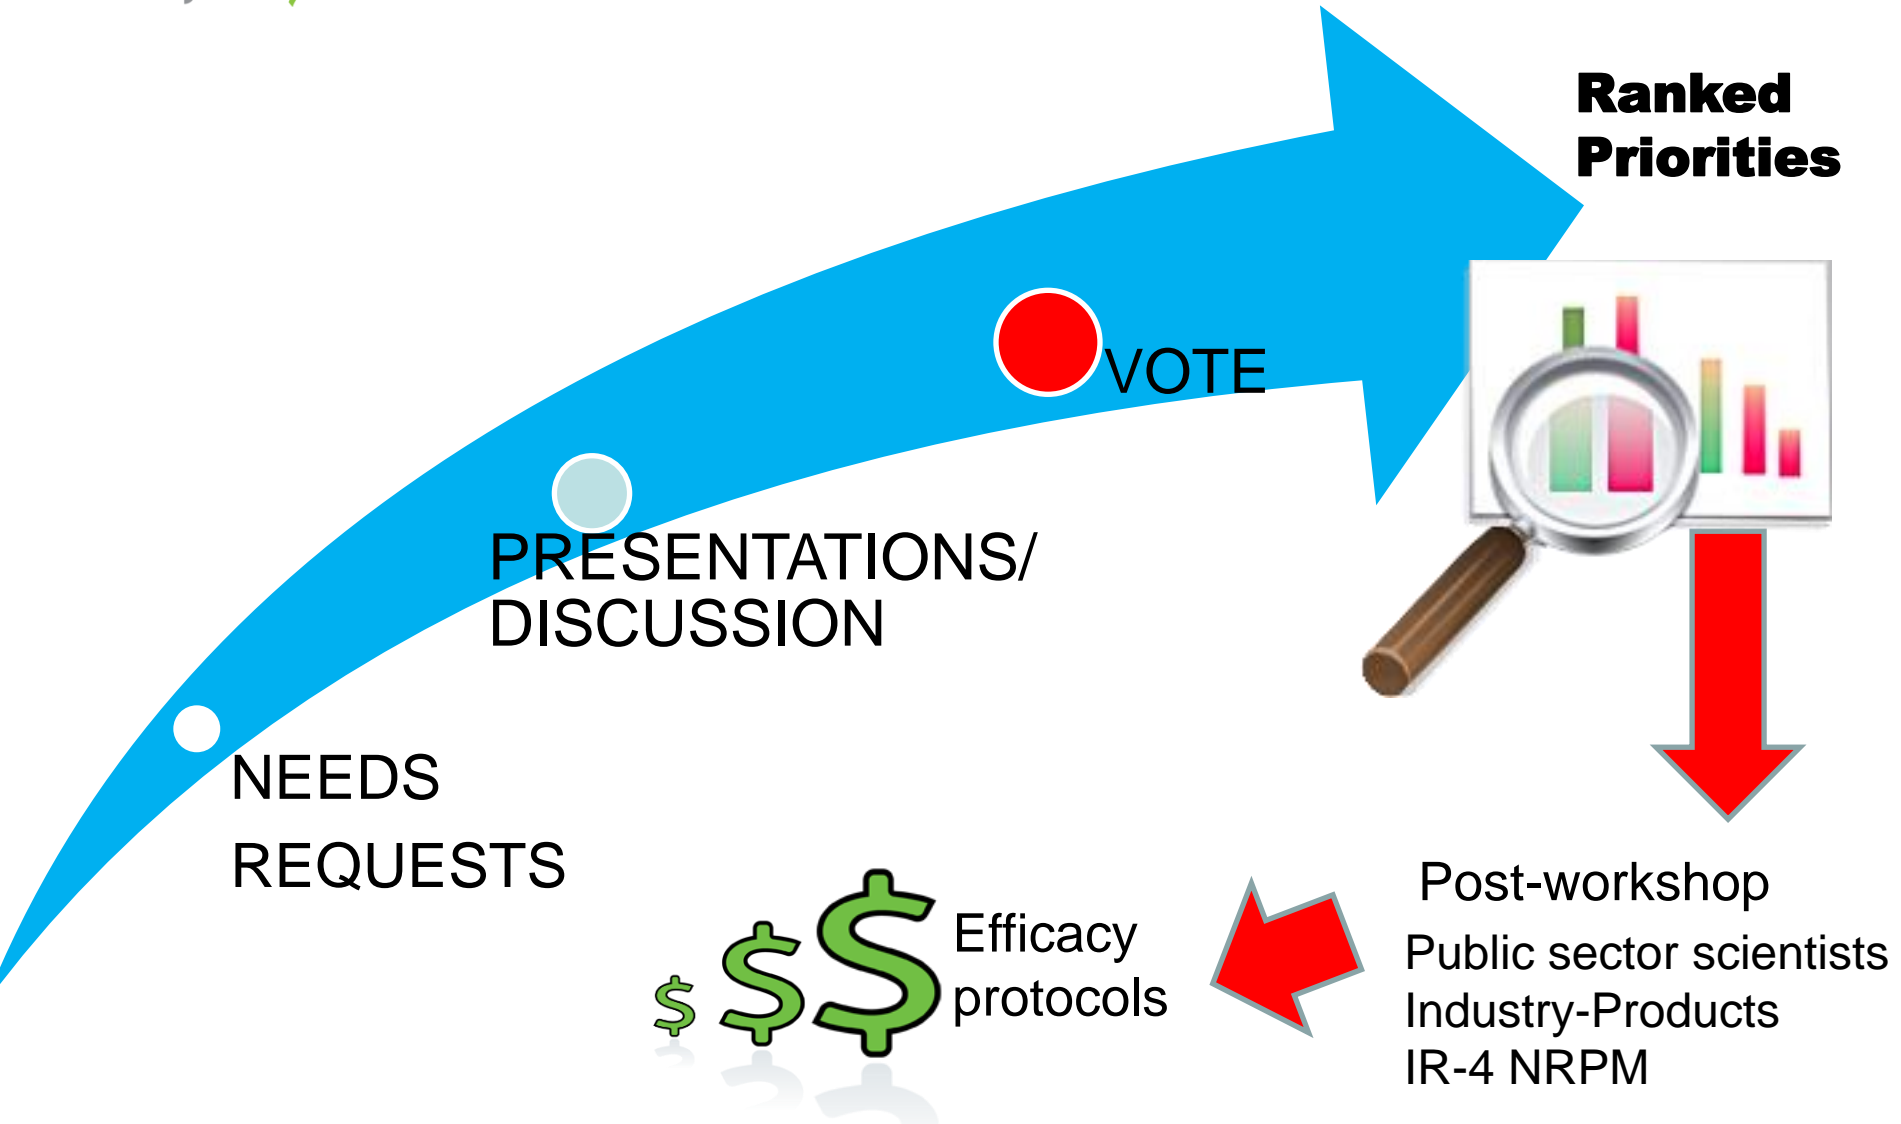 Ranked
Priorities
VOTE
PRESENTATIONS/
DISCUSSION
NEEDS
REQUESTS
Post-workshop
Public sector scientists
Industry-Products
IR-4 NRPM
Efficacy
protocols
$ $ $